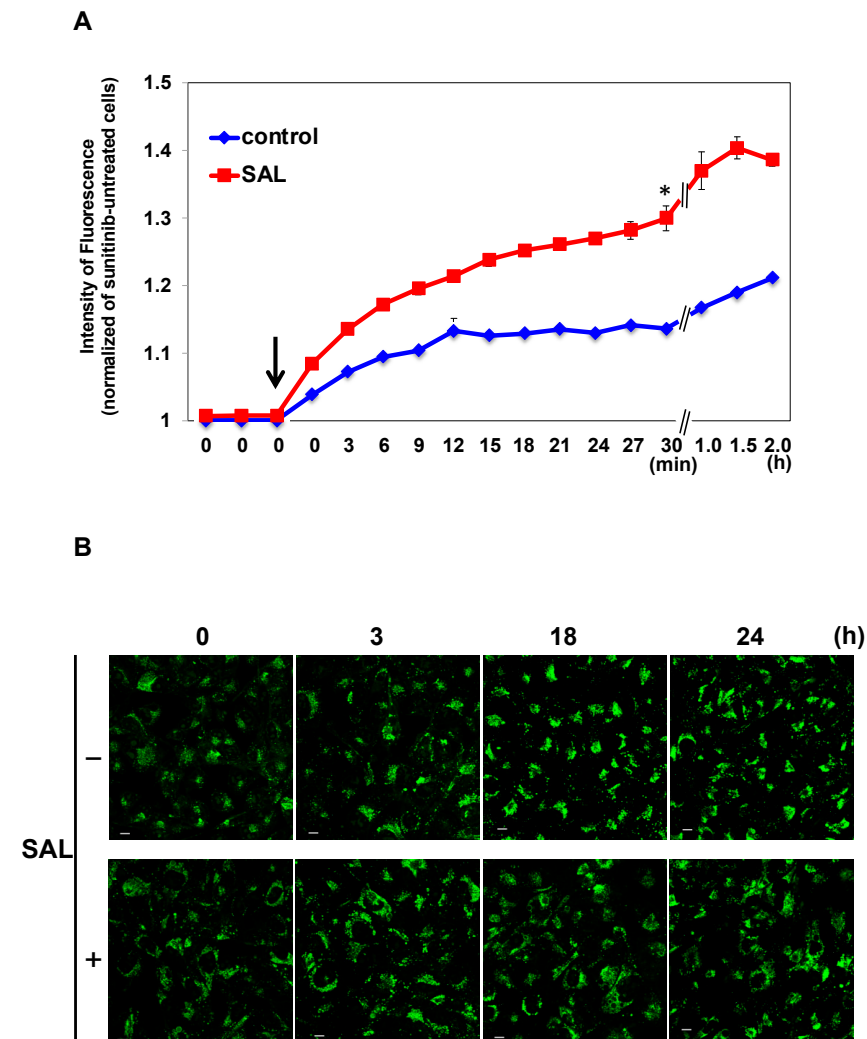 A
Intensity of Fluorescence
(normalized of sunitinib-untreated cells)
1.5
1.4
1.3
1.2
1.1
1
control
SAL
*
0 0 0 0 3 6 9 12 15 18 21 24 27 30 1.0 1.5 2.0
(min) (h)
B
0 3 18 24 (h)
−
SAL
+